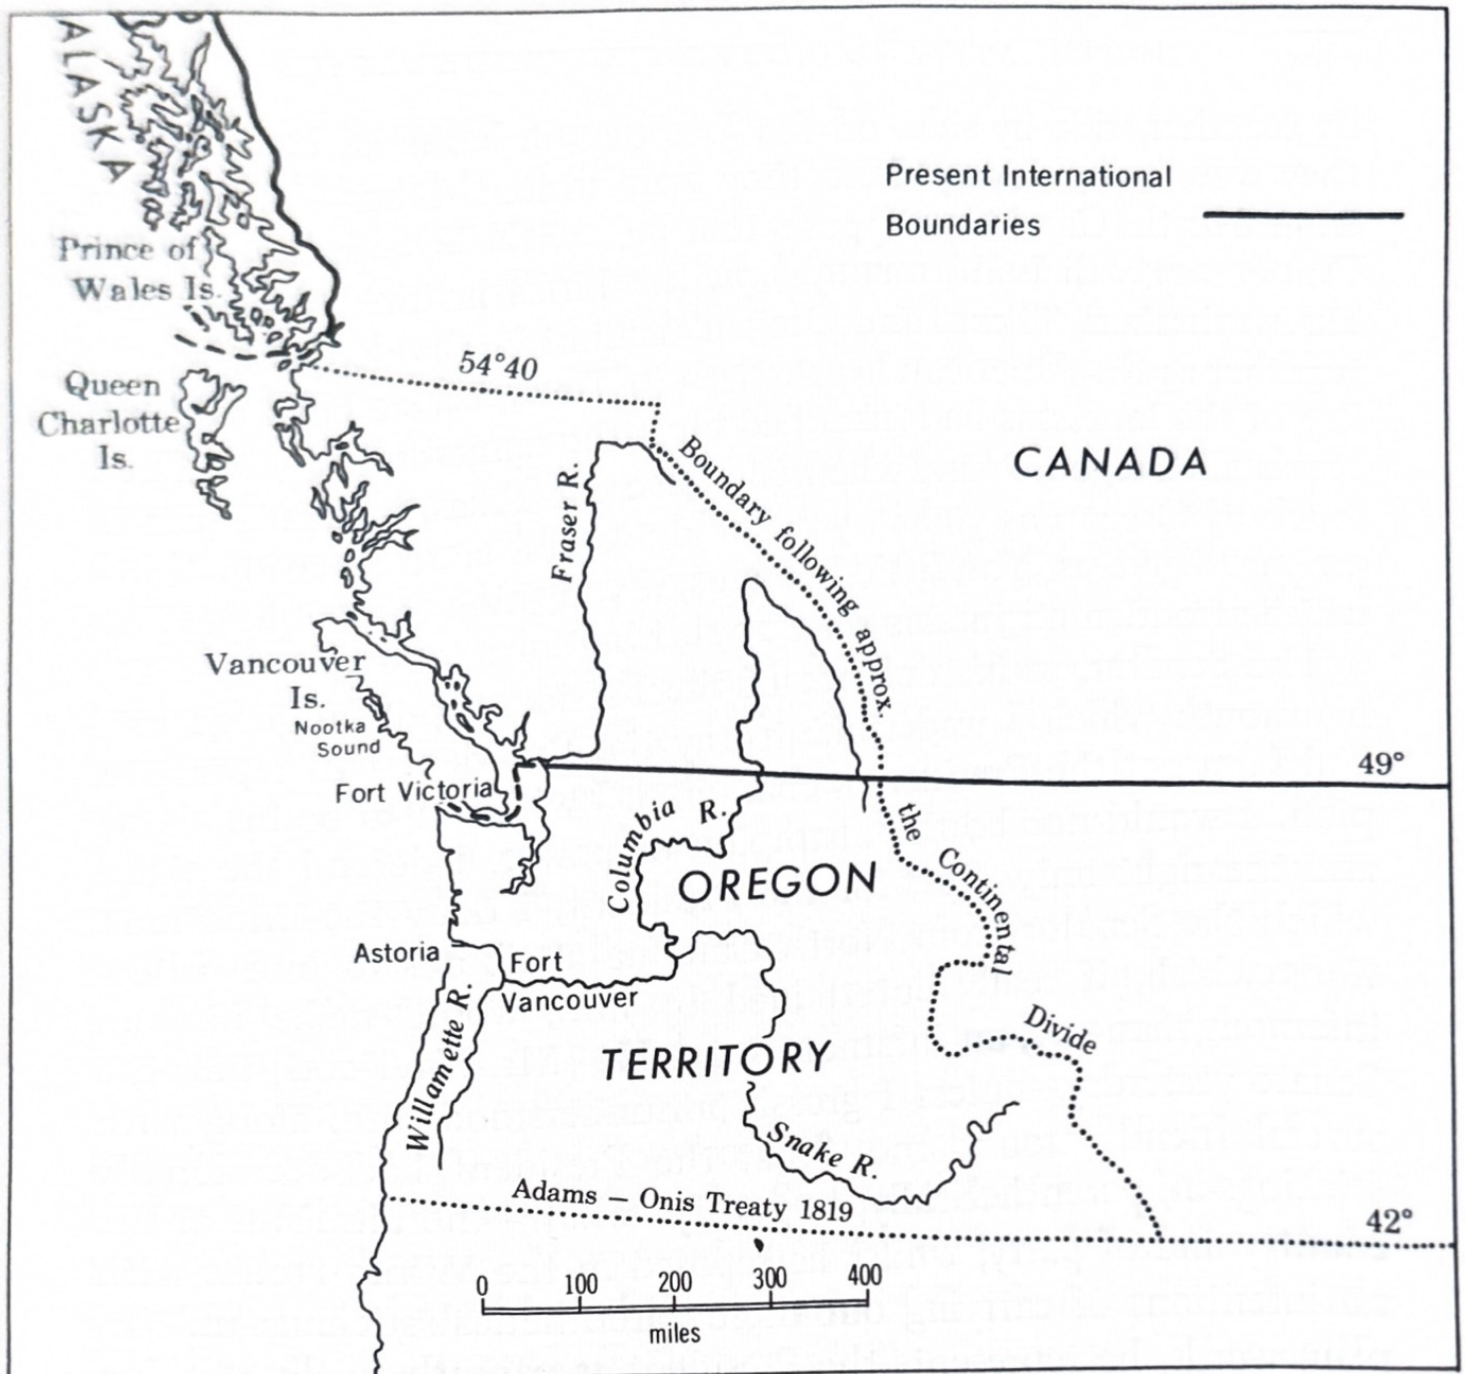 ALASKA
Present International
Boundaries
Prince of
Wales Is.
54°40
Queen
Charlotte
Is.
CANADA
Fraser R.
Boundary following approx.
Vancouver
Is.
Nootka
Sound
49°
Fort Victoria
Columbia R.
the Continental
OREGON
Astoria
Fort
Vancouver
Divide
Willamette R.
TERRITORY
Snake R.
Adams – Onis Treaty 1819
42°
0 100 200 300 400
miles